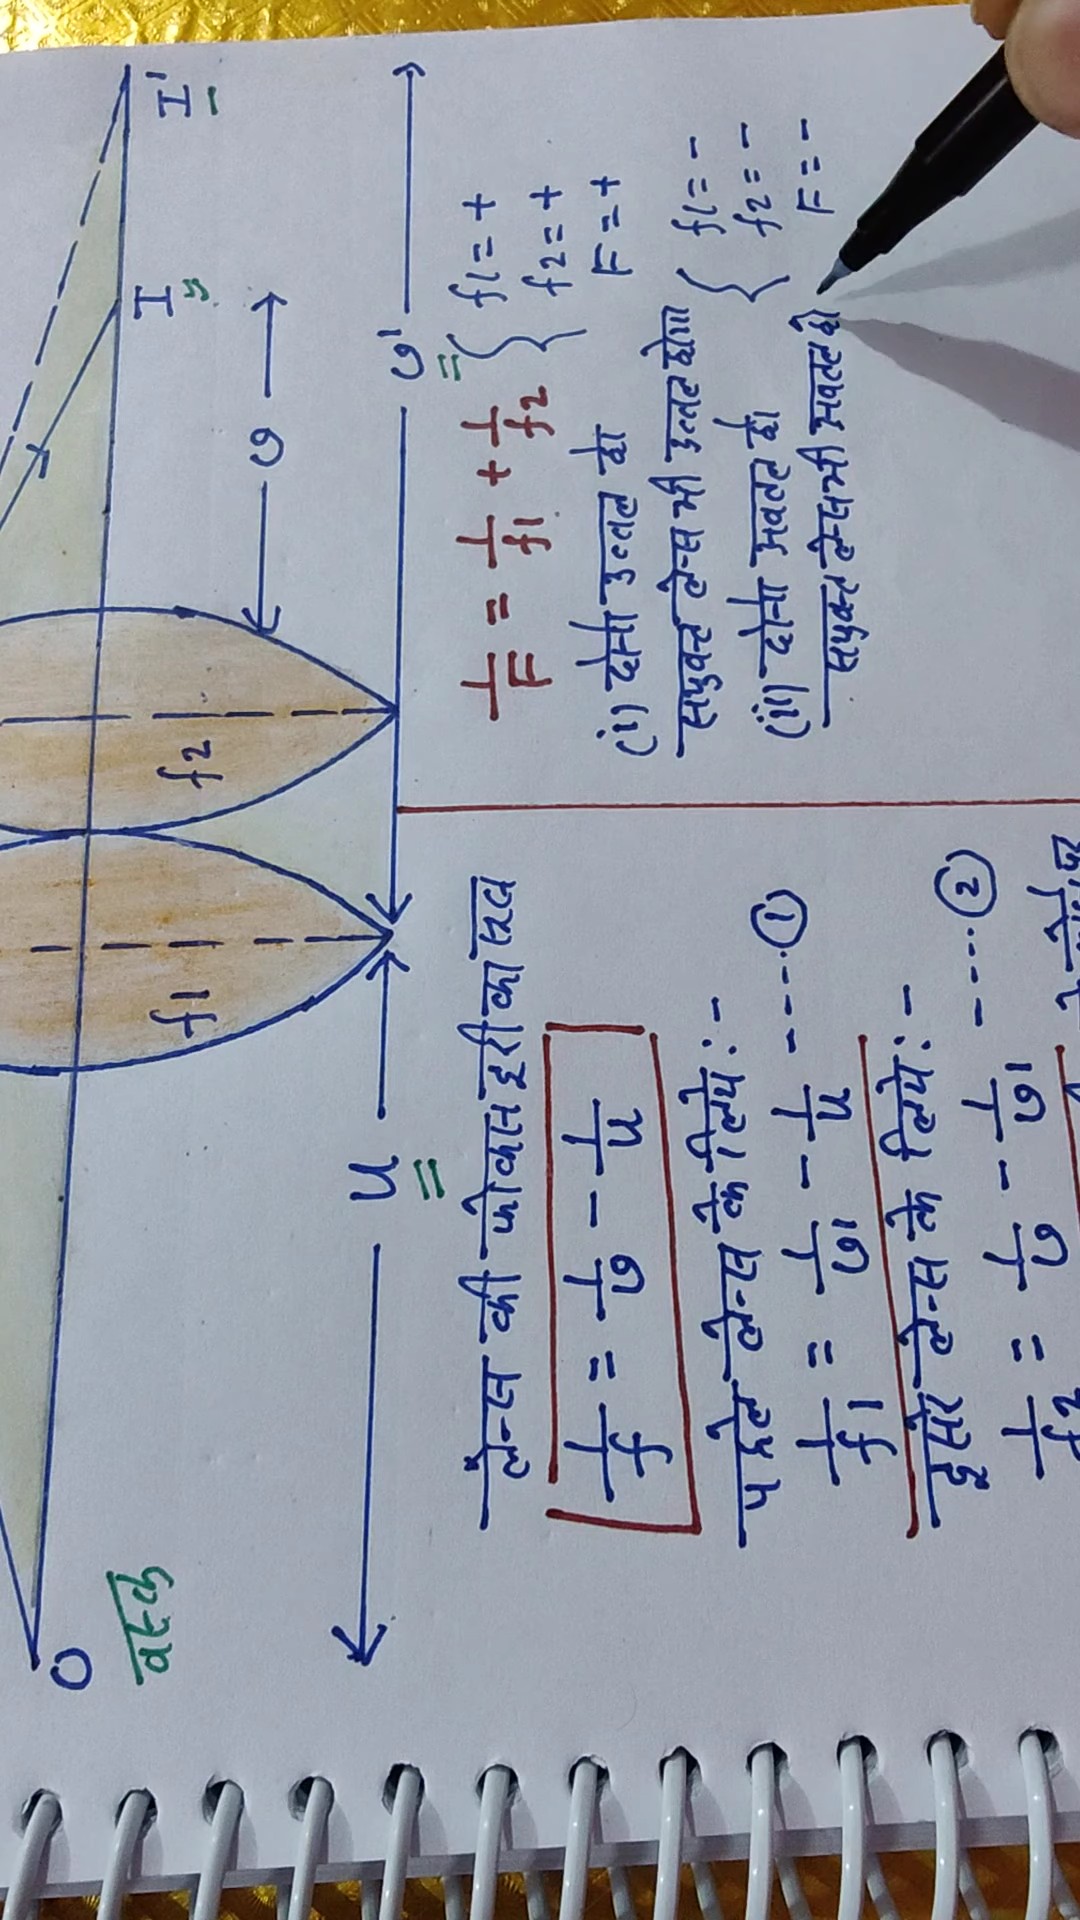 I'
I
O
वस्तु
f1
f2
u
v
v'
लेन्स की फोकस दूरी का सूत्र
1/f = 1/v - 1/u
पहले लेन्स के लिये:-
1/f1 = 1/v' - 1/u ---- ①
दूसरे लेन्स के लिये:-
1/f2 = 1/v - 1/v' ---- ②
1/F = 1/f1 + 1/f2
f1 = +
f2 = +
F = +
(i) दोनो उत्तल हो
संयुक्त लेन्स भी उत्तल होगा
f1 = -
f2 = -
F = -
(ii) दोनो अवतल हो
संयुक्त लेन्स भी अवतल हो